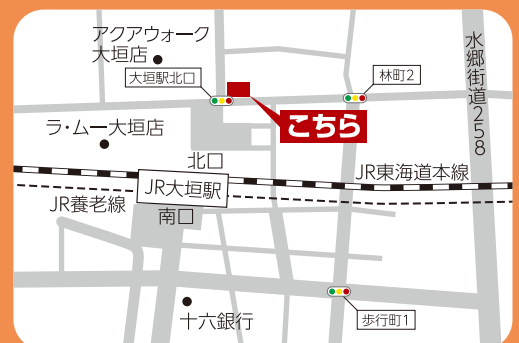 アクアウォーク
大垣店
大垣駅北口
林町2
水郷街道258
こちら
ラ・ムー大垣店
北口
JR東海道本線
JR大垣駅
JR養老線
南口
十六銀行
歩行町1